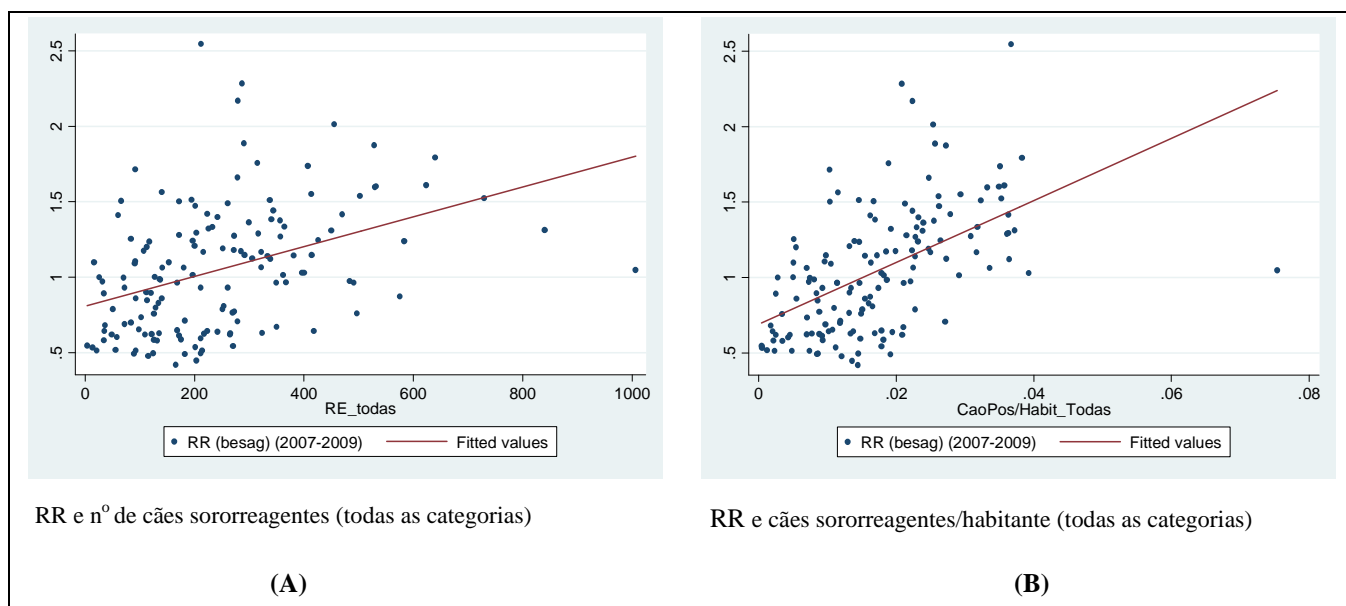 2.5
2
1.5
1
.5
0
200
400
600
800
1000
RE_todas
RR (besag) (2007-2009)
Fitted values
2.5
2
1.5
1
.5
0
.02
.04
.06
.08
CaoPos/Habit_Todas
RR (besag) (2007-2009)
Fitted values
RR e nº de cães sororreagentes (todas as categorias)
RR e cães sororreagentes/habitante (todas as categorias)
(A)
(B)